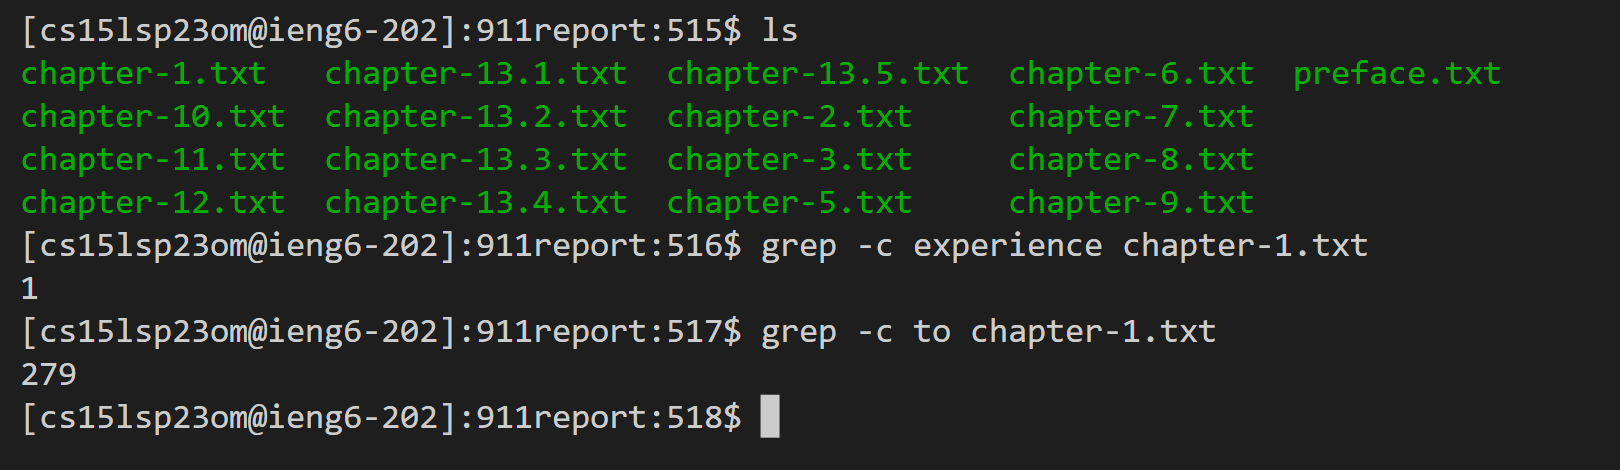 [cs15lsp23om@ieng6-202]:911report:515$ ls
chapter-1.txt   chapter-13.1.txt  chapter-13.5.txt  chapter-6.txt  preface.txt
chapter-10.txt  chapter-13.2.txt  chapter-2.txt     chapter-7.txt
chapter-11.txt  chapter-13.3.txt  chapter-3.txt     chapter-8.txt
chapter-12.txt  chapter-13.4.txt  chapter-5.txt     chapter-9.txt
[cs15lsp23om@ieng6-202]:911report:516$ grep -c experience chapter-1.txt
1
[cs15lsp23om@ieng6-202]:911report:517$ grep -c to chapter-1.txt
279
[cs15lsp23om@ieng6-202]:911report:518$